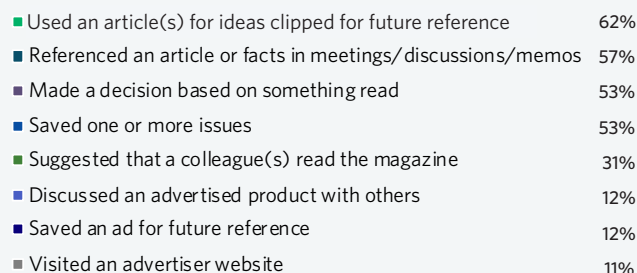 Used an article(s) for ideas clipped for future reference 62%
Referenced an article or facts in meetings/discussions/memos 57%
Made a decision based on something read 53%
Saved one or more issues 53%
Suggested that a colleague(s) read the magazine 31%
Discussed an advertised product with others 12%
Saved an ad for future reference 12%
Visited an advertiser website 11%